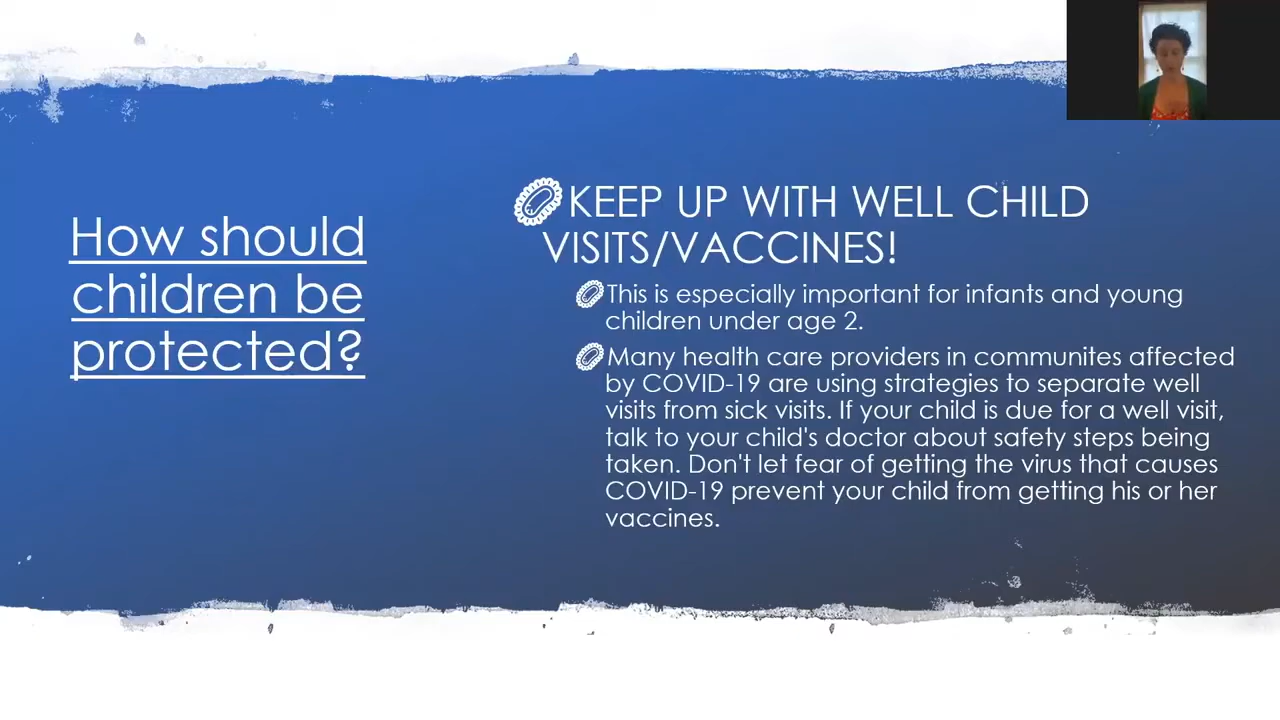 How should
children be
protected?
KEEP UP WITH WELL CHILD
VISITS/VACCINES!
This is especially important for infants and young
children under age 2.
Many health care providers in communites affected
by COVID-19 are using strategies to separate well
visits from sick visits. If your child is due for a well visit,
talk to your child's doctor about safety steps being
taken. Don't let fear of getting the virus that causes
COVID-19 prevent your child from getting his or her
vaccines.